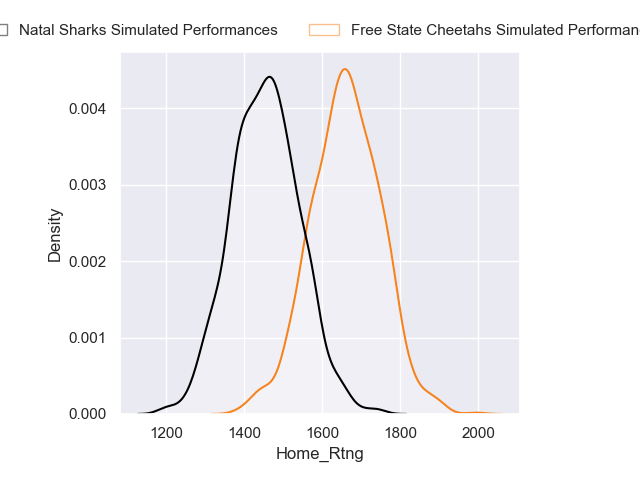 Natal Sharks Simulated Performances
Free State Cheetahs Simulated
0.004
0.003
0.002
0.001
0.000
Density
1200 1400 1600 1800 2000
Home_Rtng